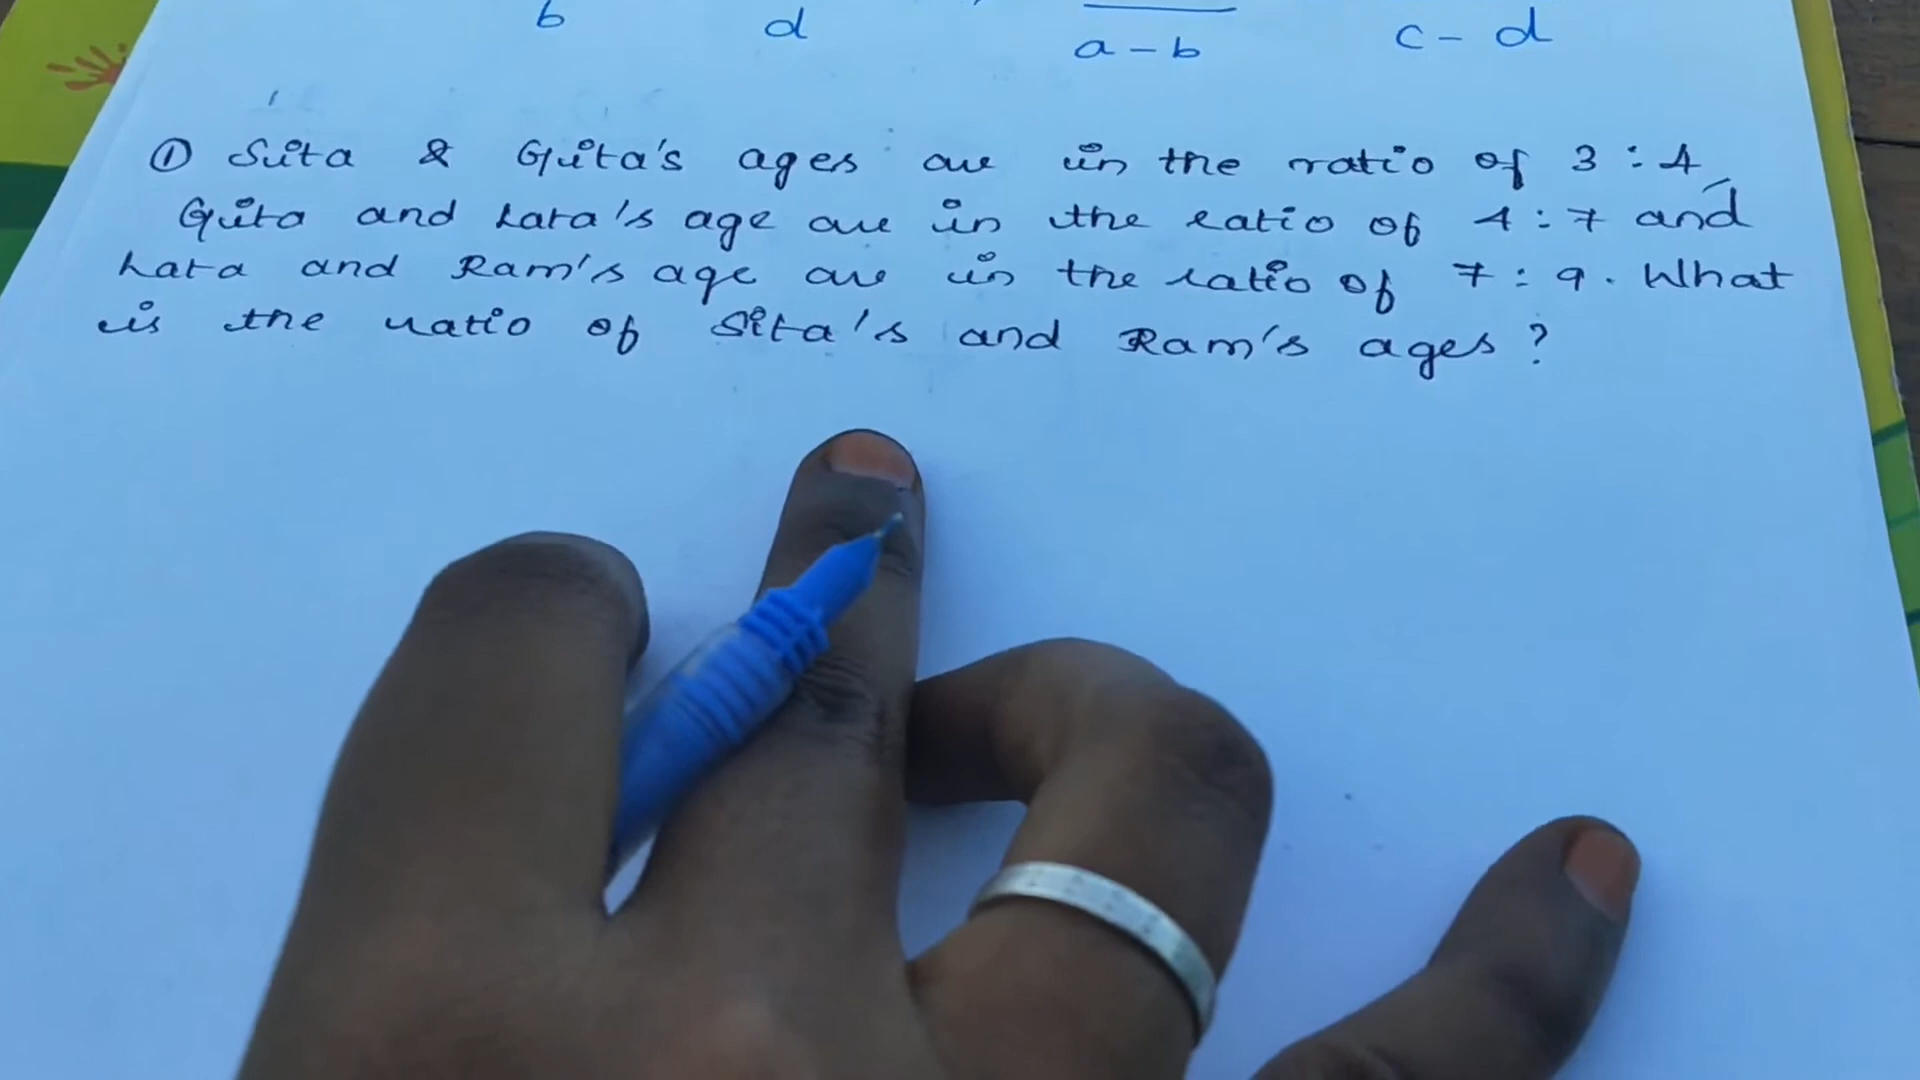 b d a - b c - d
① Sita & Gita's ages are in the ratio of 3 : 4,
Gita and Lata's age are in the ratio of 4 : 7 and
Lata and Ram's age are in the ratio of 7 : 9. What
is the ratio of Sita's and Ram's ages ?